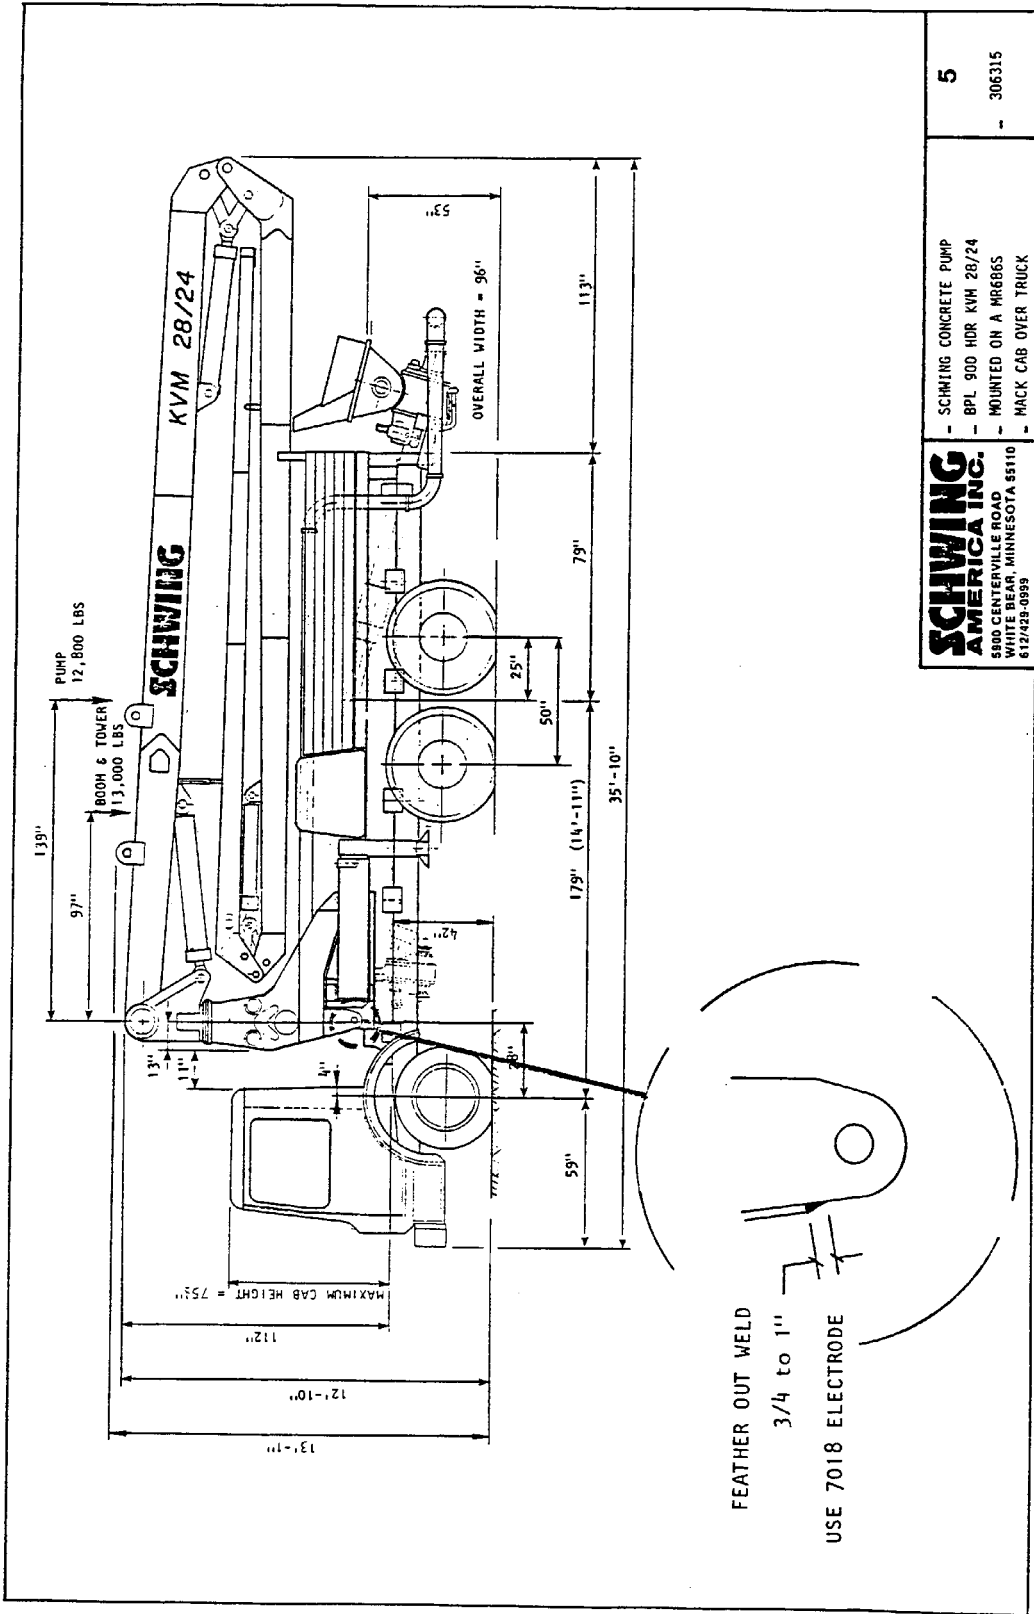 139"
97"
PUMP
12,800 LBS
BOOM & TOWER
13,000 LBS
SCHWING
KVM 28/24
13"
11"
4"
28"
42"
59"
25"
50"
79"
113"
53"
OVERALL WIDTH = 96"
179" (14'-11")
35'-10"
MAXIMUM CAB HEIGHT = 75½"
112"
12'-10"
13'-1"
FEATHER OUT WELD
3/4 to 1"
USE 7018 ELECTRODE
SCHWING
AMERICA INC.
5900 CENTERVILLE ROAD
WHITE BEAR, MINNESOTA 55110
612/429-0999
- SCHWING CONCRETE PUMP
- BPL 900 HDR KVM 28/24
- MOUNTED ON A MR686S
- MACK CAB OVER TRUCK
5
- 306315